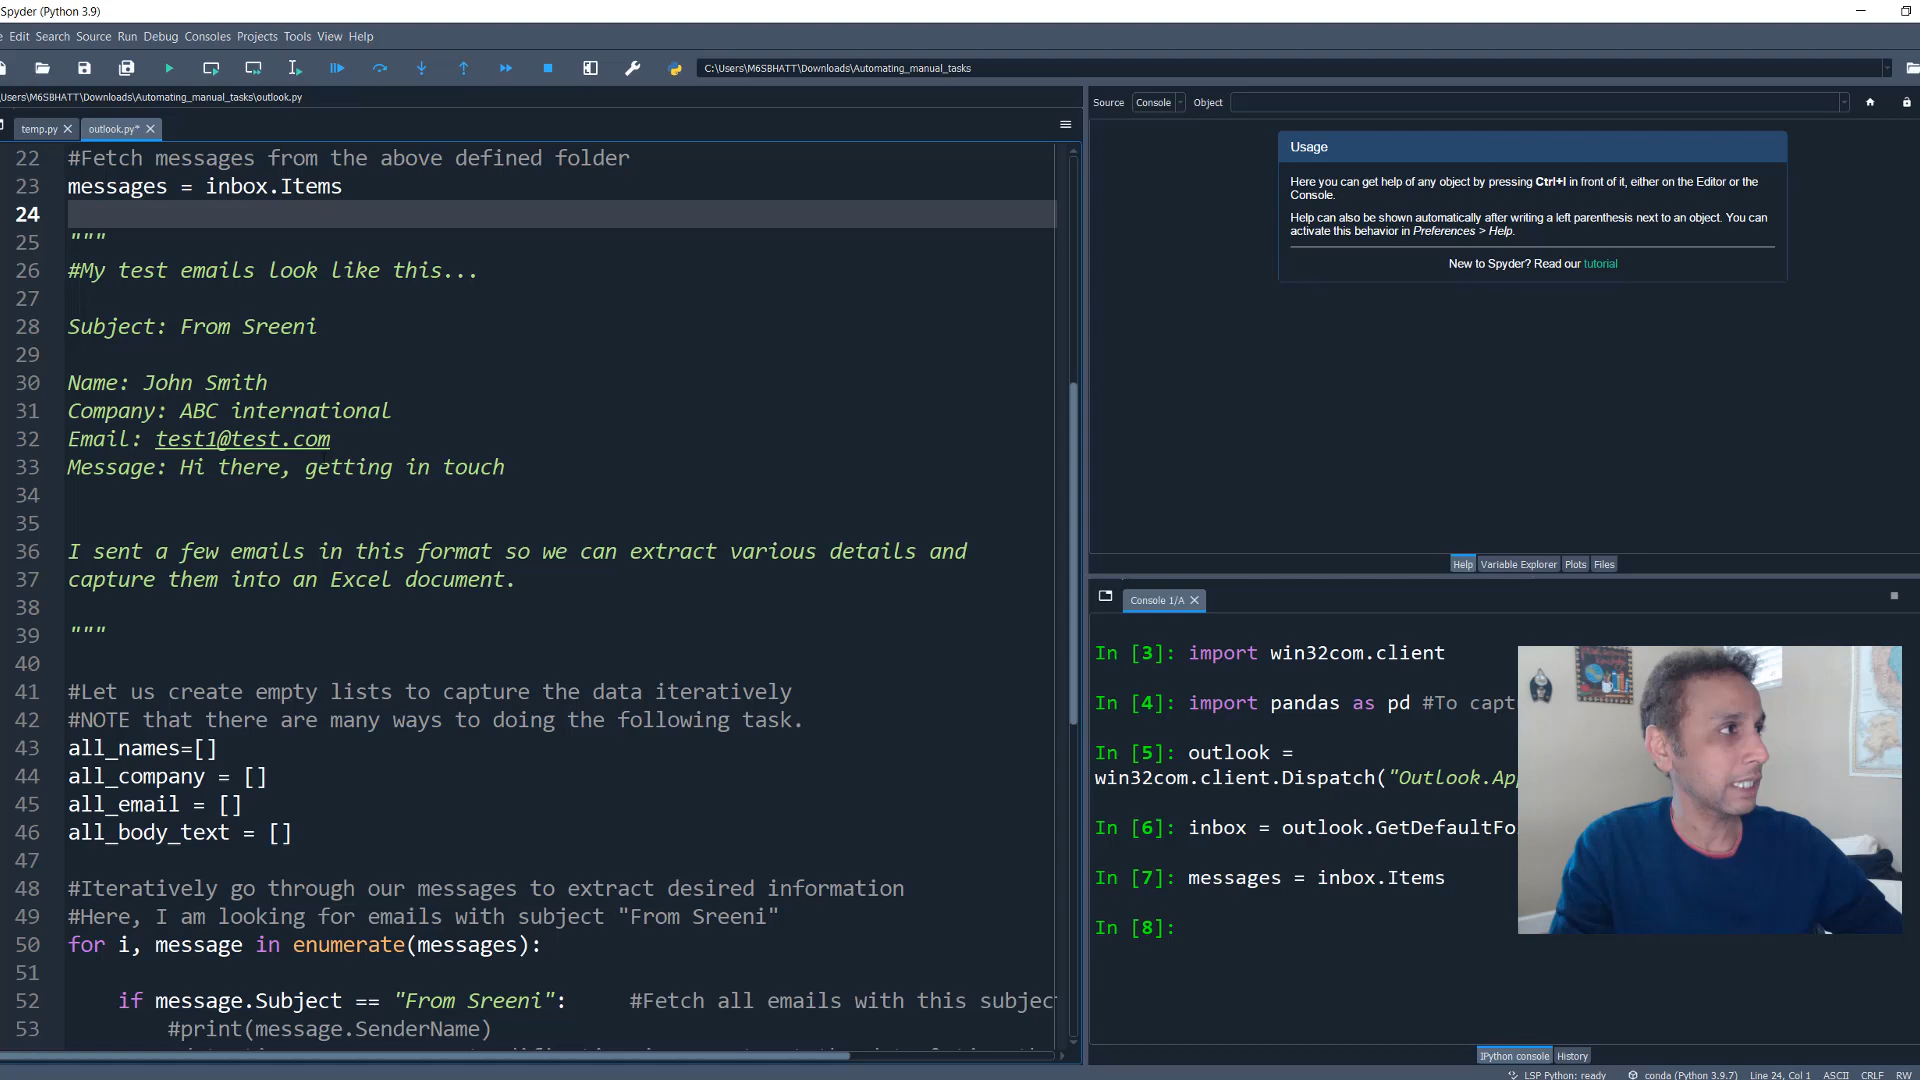 Spyder (Python 3.9)
Edit Search Source Run Debug Consoles Projects Tools View Help
C:\Users\M6SBHATT\Downloads\Automating_manual_tasks
Users\M6SBHATT\Downloads\Automating_manual_tasks\outlook.py
temp.py outlook.py*
22 #Fetch messages from the above defined folder
23 messages = inbox.Items
24
25 """
26 #My test emails look like this...
27
28 Subject: From Sreeni
29
30 Name: John Smith
31 Company: ABC international
32 Email: test1@test.com
33 Message: Hi there, getting in touch
34
35
36 I sent a few emails in this format so we can extract various details and
37 capture them into an Excel document.
38
39 """
40
41 #Let us create empty lists to capture the data iteratively
42 #NOTE that there are many ways to doing the following task.
43 all_names=[]
44 all_company = []
45 all_email = []
46 all_body_text = []
47
48 #Iteratively go through our messages to extract desired information
49 #Here, I am looking for emails with subject "From Sreeni"
50 for i, message in enumerate(messages):
51
52 if message.Subject == "From Sreeni": #Fetch all emails with this subjec
53 #print(message.SenderName)
Source Console Object
Usage
Here you can get help of any object by pressing Ctrl+I in front of it, either on the Editor or the
Console.
Help can also be shown automatically after writing a left parenthesis next to an object. You can
activate this behavior in Preferences > Help.
New to Spyder? Read our tutorial
Help Variable Explorer Plots Files
Console 1/A
In [3]: import win32com.client
In [4]: import pandas as pd #To capt
In [5]: outlook =
win32com.client.Dispatch("Outlook.Ap
In [6]: inbox = outlook.GetDefaultFo
In [7]: messages = inbox.Items
In [8]:
IPython console History
LSP Python: ready conda (Python 3.9.7) Line 24, Col 1 ASCII CRLF RW